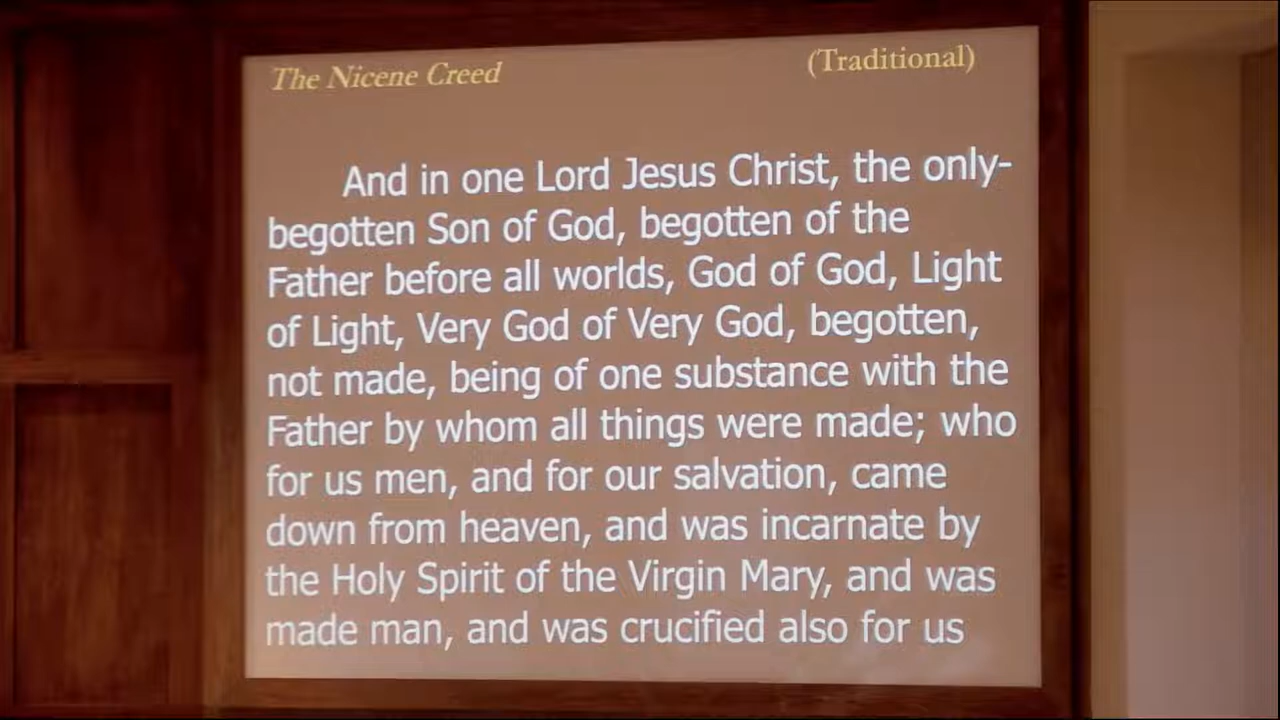 The Nicene Creed (Traditional)
And in one Lord Jesus Christ, the only-
begotten Son of God, begotten of the
Father before all worlds, God of God, Light
of Light, Very God of Very God, begotten,
not made, being of one substance with the
Father by whom all things were made; who
for us men, and for our salvation, came
down from heaven, and was incarnate by
the Holy Spirit of the Virgin Mary, and was
made man, and was crucified also for us